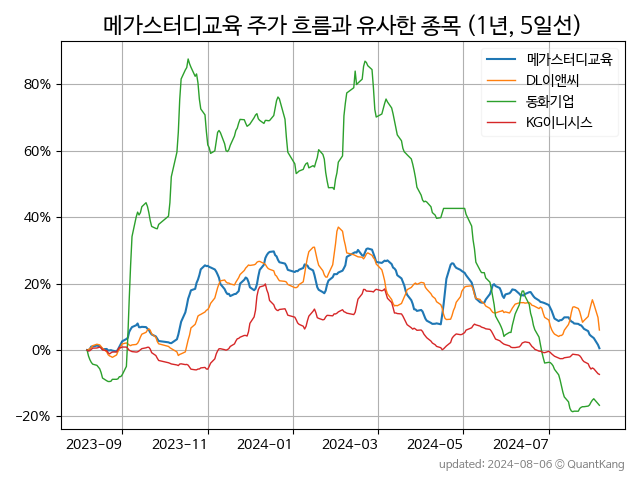 메가스터디교육 주가 흐름과 유사한 종목 (1년, 5일선)
메가스터디교육
DL이앤씨
동화기업
KG이니시스
80%
60%
40%
20%
0%
−20%
2023-09
2023-11
2024-01
2024-03
2024-05
2024-07
updated: 2024-08-06 © QuantKang